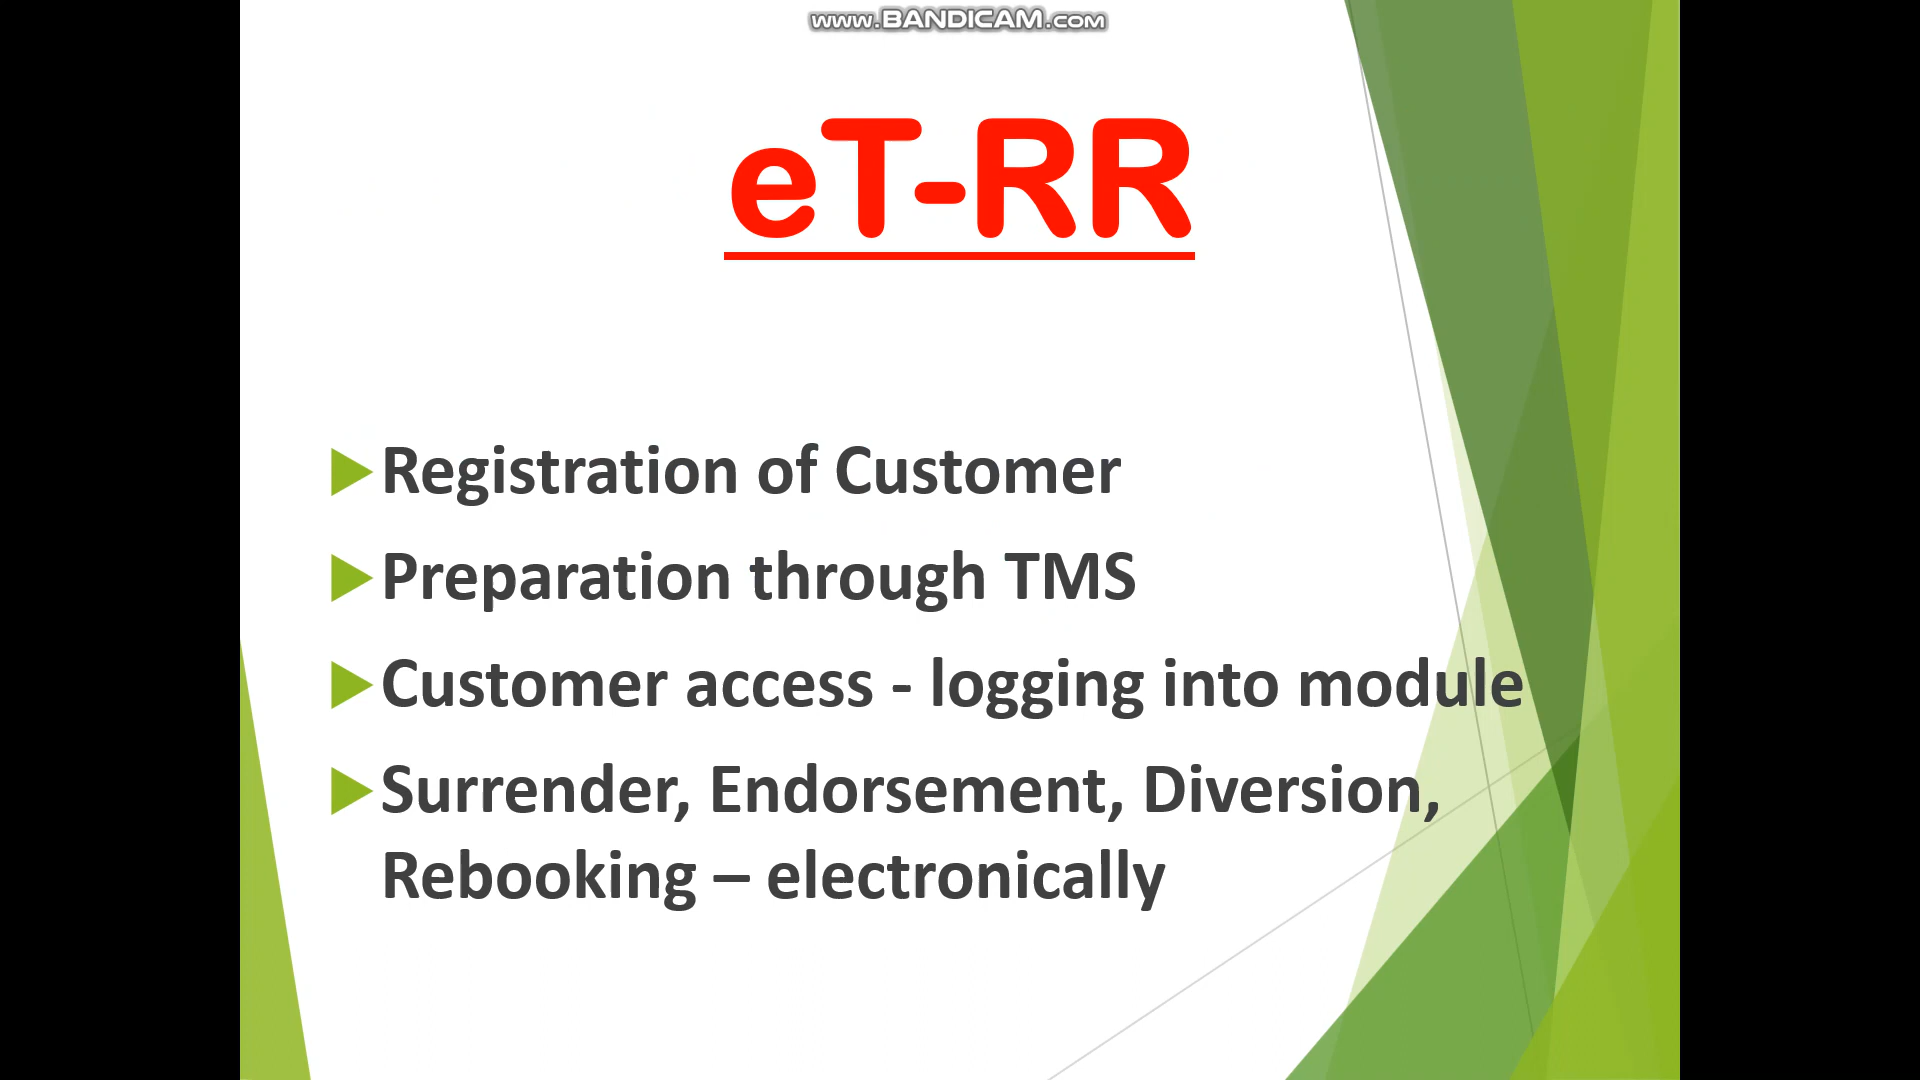 www.BANDICAM.com
eT-RR
Registration of Customer
Preparation through TMS
Customer access - logging into module
Surrender, Endorsement, Diversion,
Rebooking – electronically